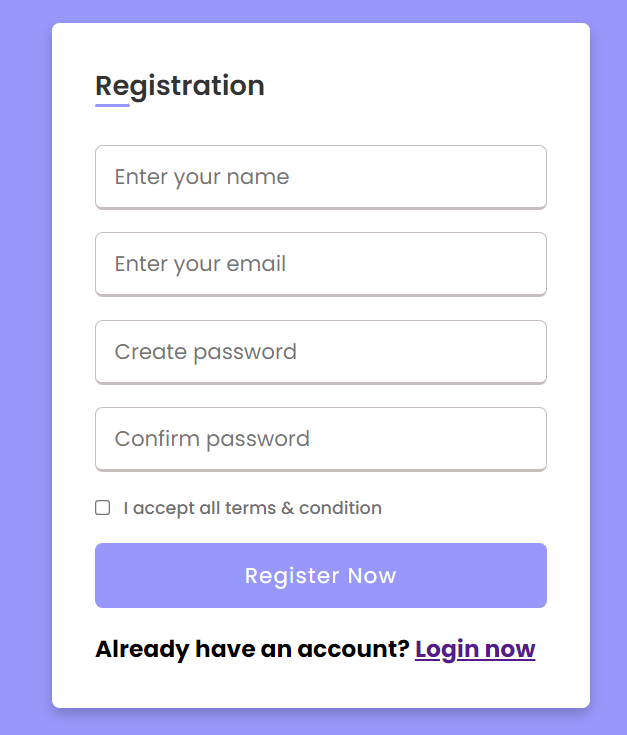 Registration
Enter your name
Enter your email
Create password
Confirm password
I accept all terms & condition
Register Now
Already have an account? Login now